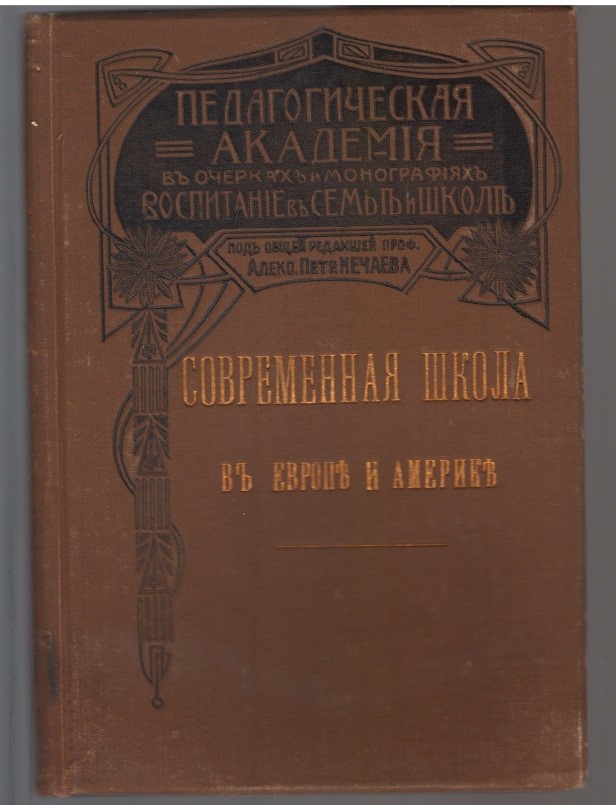 ПЕДАГОГИЧЕСКАЯ
АКАДЕМІЯ
ВЪ ОЧЕРКАХЪ И МОНОГРАФІЯХЪ
ВОСПИТАНІЕ ВЪ СЕМЬѢ И ШКОЛѢ
ПОДЪ ОБЩЕЙ РЕДАКЦІЕЙ ПРОФ.
АЛЕКС. ПЕТР. НЕЧАЕВА
СОВРЕМЕННАЯ ШКОЛА
ВЪ ЕВРОПѢ И АМЕРИКѢ